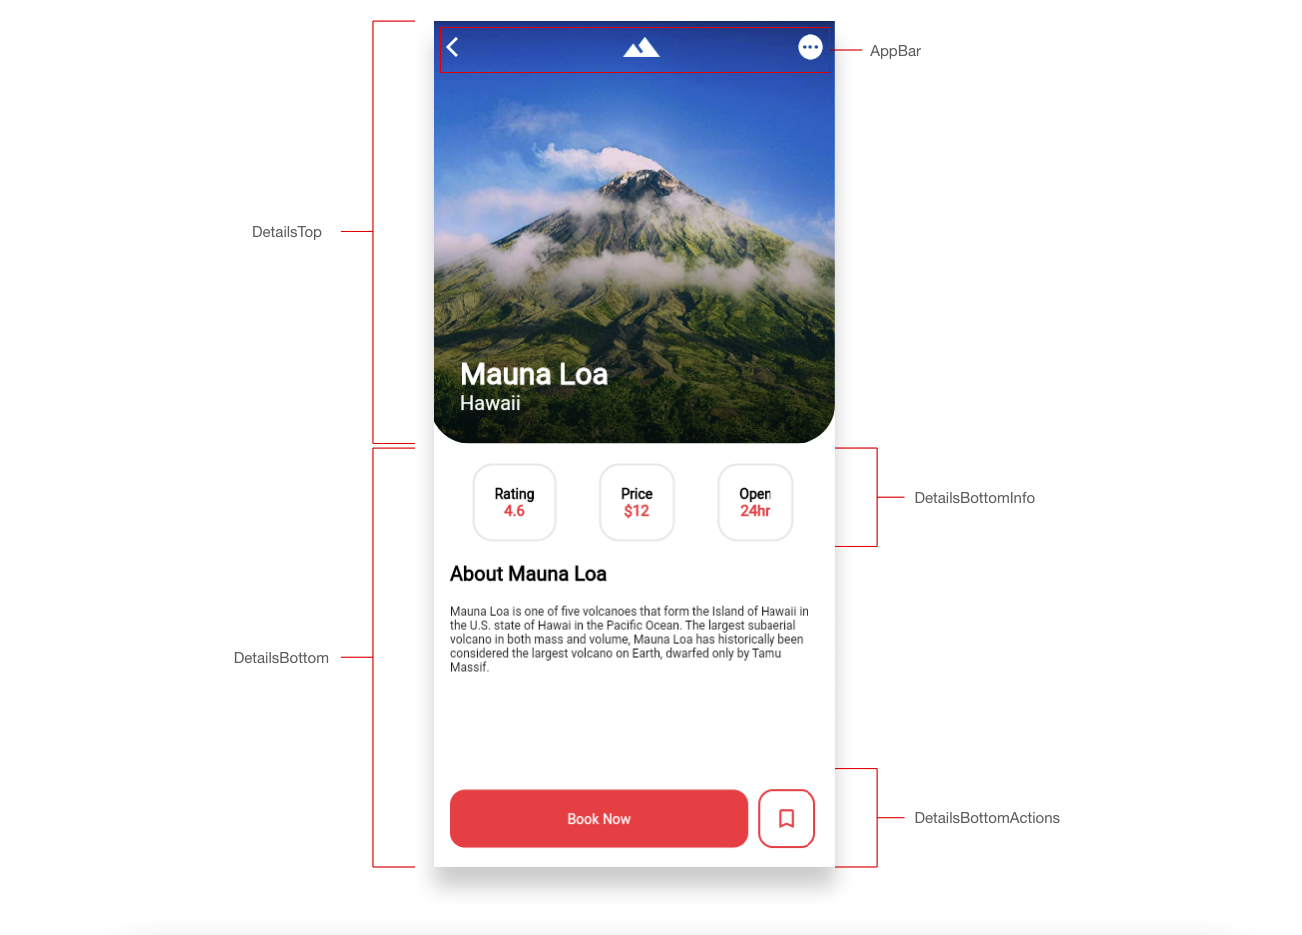 AppBar
DetailsTop
Mauna Loa
Hawaii
Rating
4.6
Price
$12
Open
24hr
DetailsBottomInfo
About Mauna Loa
Mauna Loa is one of five volcanoes that form the Island of Hawaii in
the U.S. state of Hawai in the Pacific Ocean. The largest subaerial
volcano in both mass and volume, Mauna Loa has historically been
considered the largest volcano on Earth, dwarfed only by Tamu
Massif.
DetailsBottom
Book Now
DetailsBottomActions